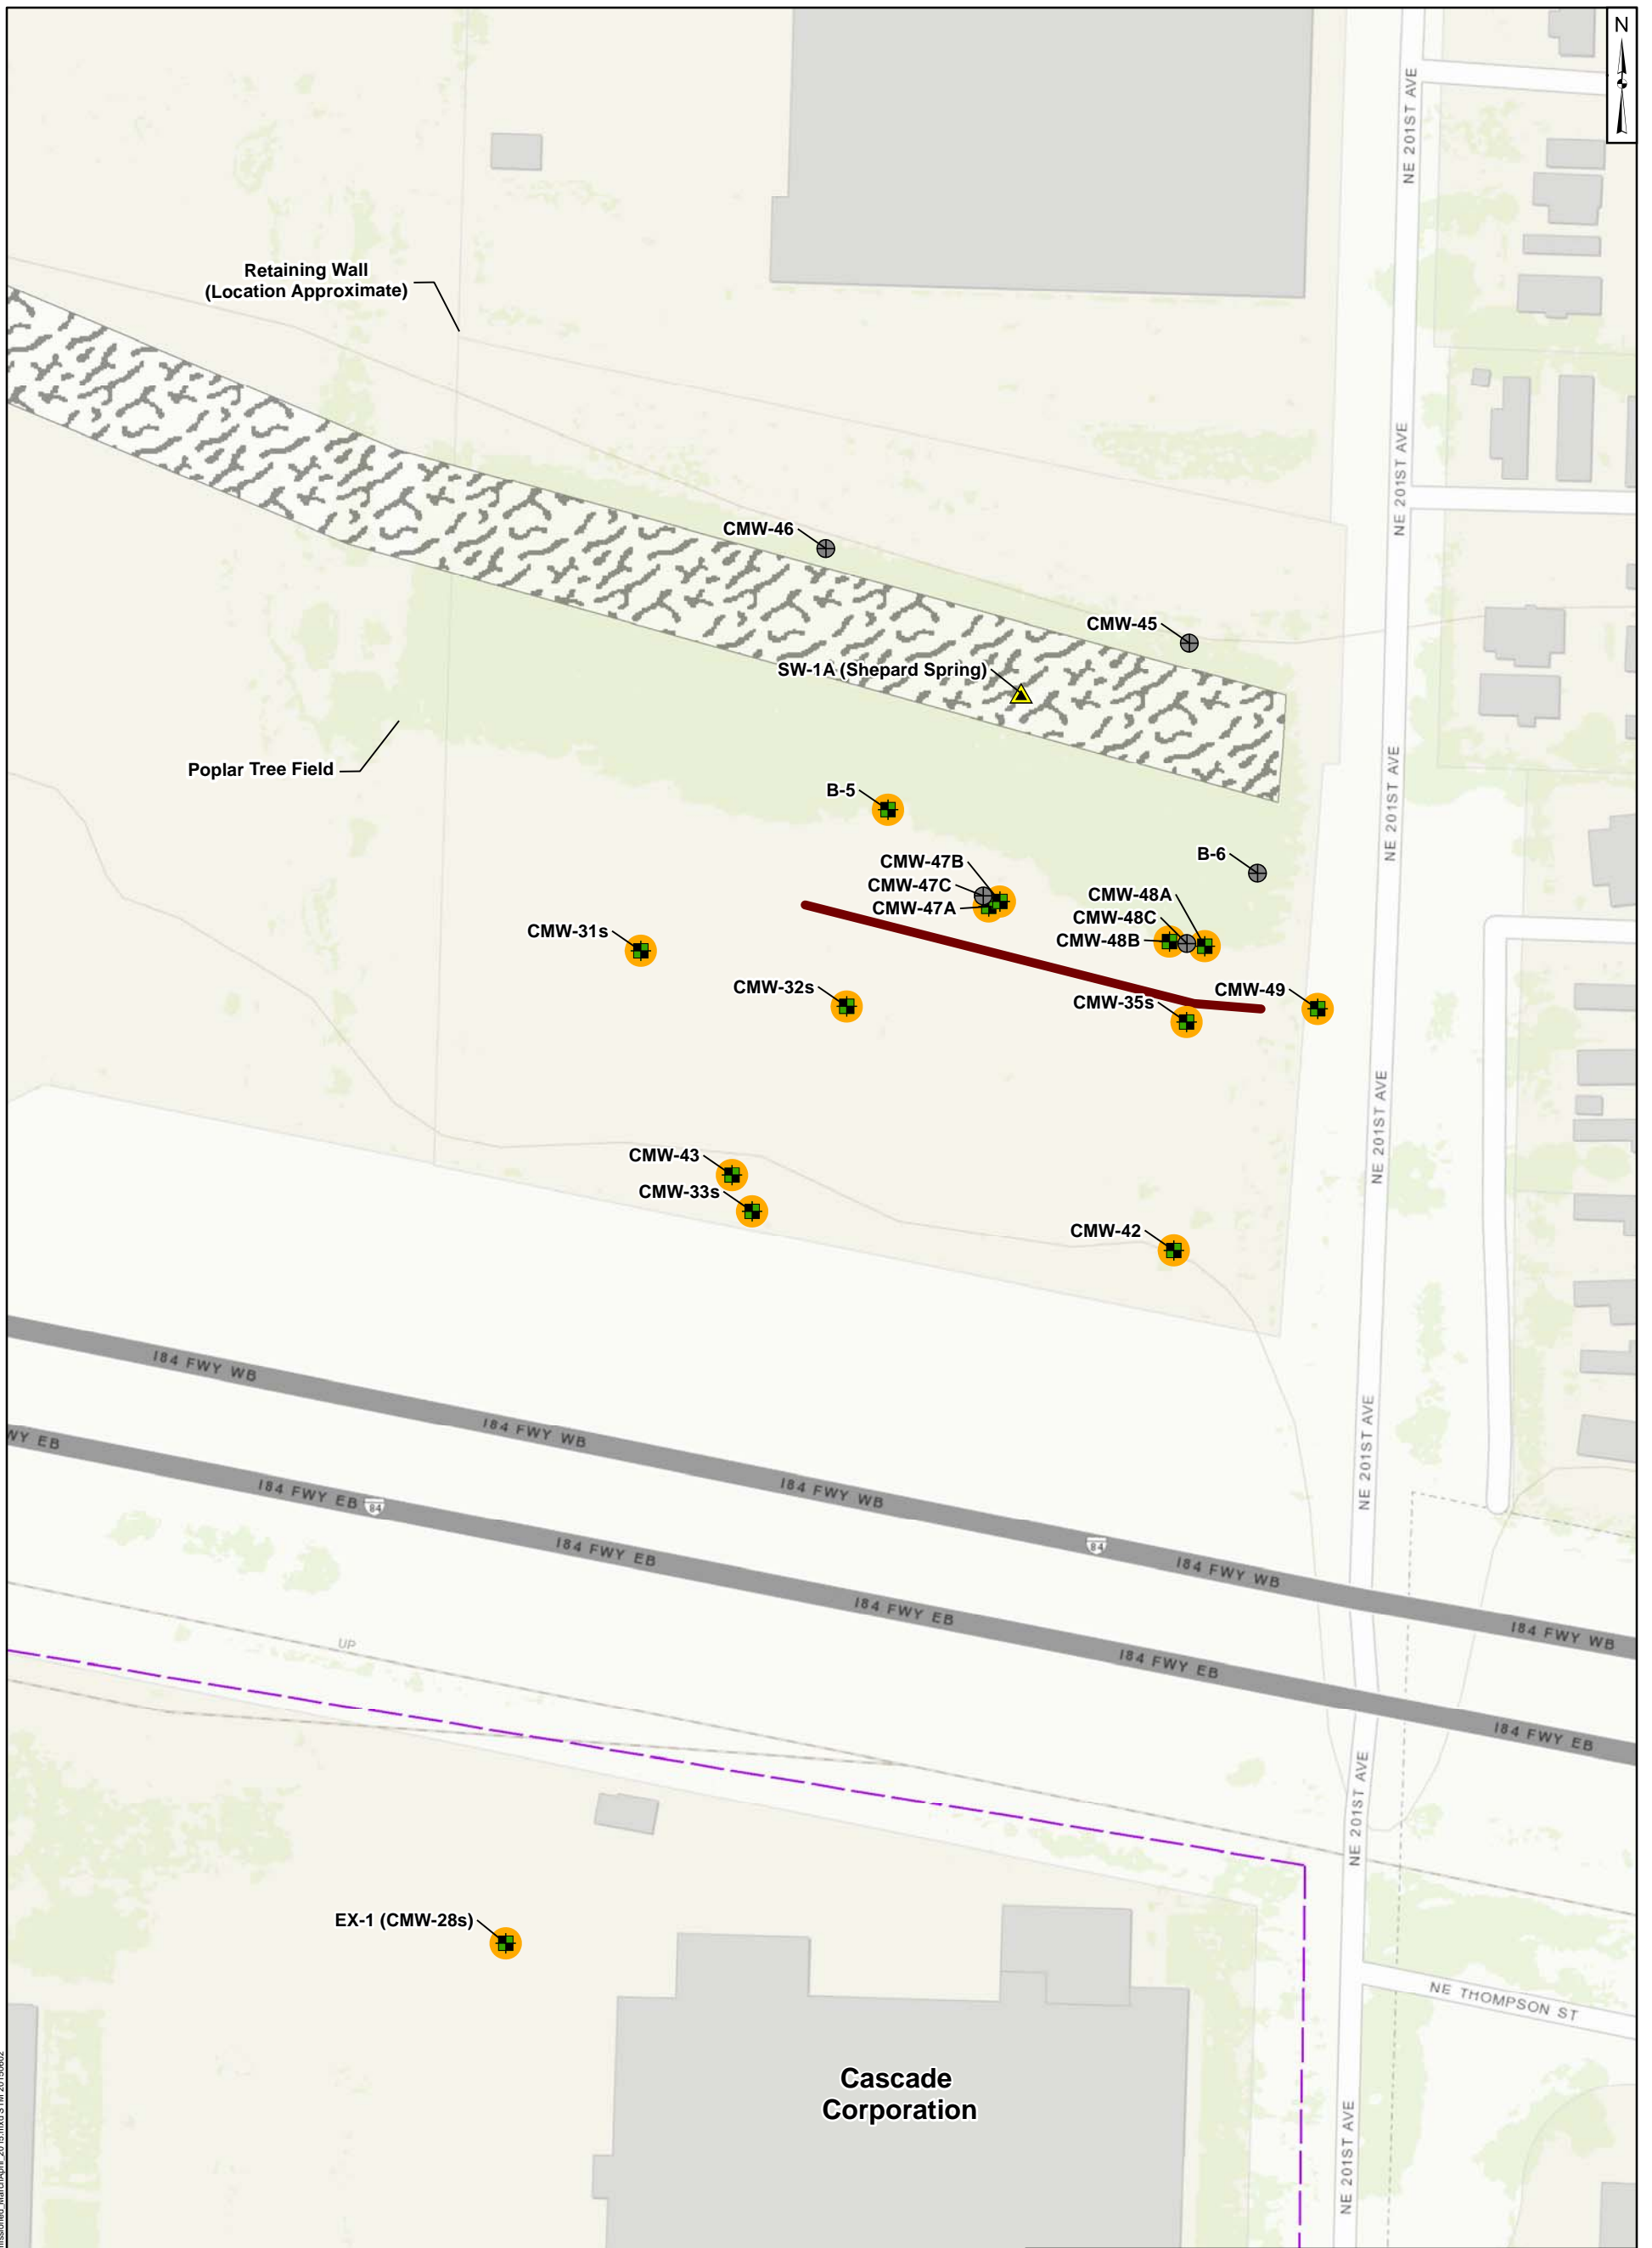 N
NE 201ST AVE
Retaining Wall
(Location Approximate)
NE 201ST AVE
CMW-46
CMW-45
SW-1A (Shepard Spring)
Poplar Tree Field
NE 201ST AVE
B-5
B-6
CMW-47B
CMW-47C
CMW-47A
CMW-48A
CMW-48C
CMW-48B
CMW-31s
CMW-32s
CMW-49
CMW-35s
NE 201ST AVE
CMW-43
CMW-33s
CMW-42
I84 FWY WB
I84 FWY WB
I84 FWY WB
I84 FWY WB
I84 FWY WB
NE 201ST AVE
WY EB
I84 FWY EB
84
I84 FWY EB
84
I84 FWY EB
I84 FWY EB
I84 FWY EB
UP
NE 201ST AVE
EX-1 (CMW-28s)
NE THOMPSON ST
Cascade
Corporation
NE 201ST AVE